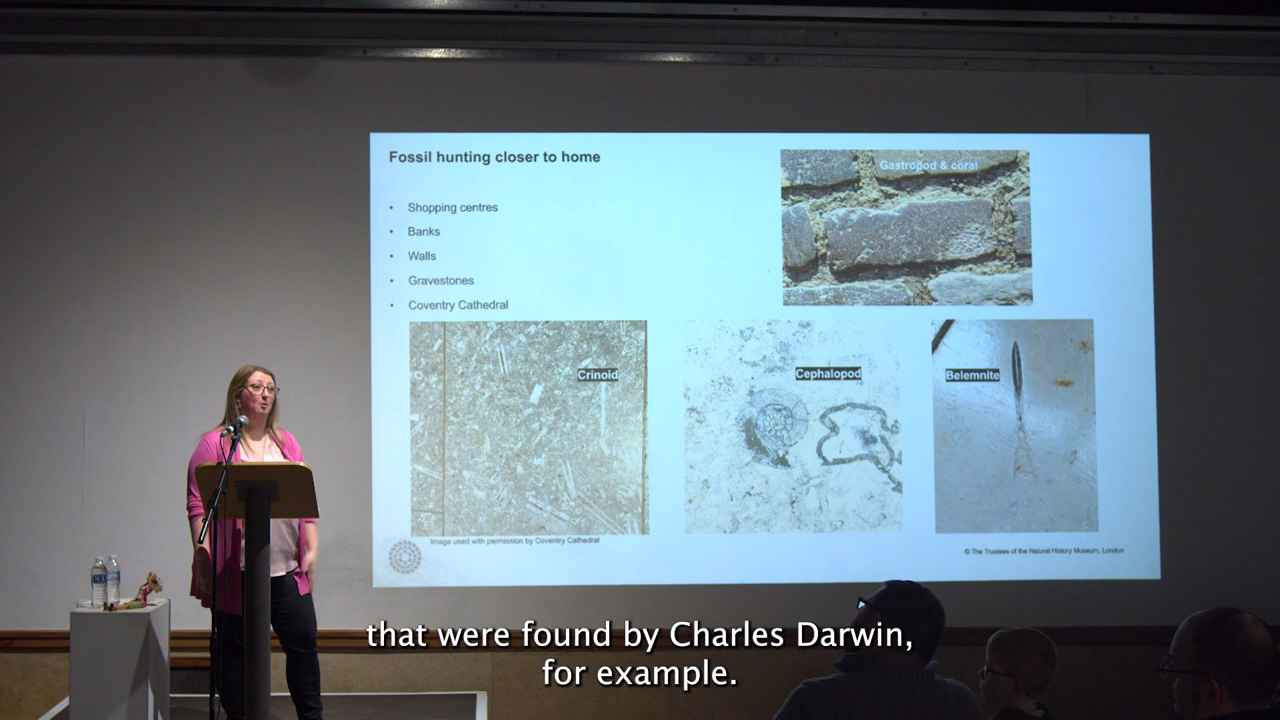 Fossil hunting closer to home
• Shopping centres
• Banks
• Walls
• Gravestones
• Coventry Cathedral
Gastropod & coral
Crinoid
Cephalopod
Belemnite
Image used with permission by Coventry Cathedral
© The Trustees of the Natural History Museum, London
that were found by Charles Darwin,
for example.